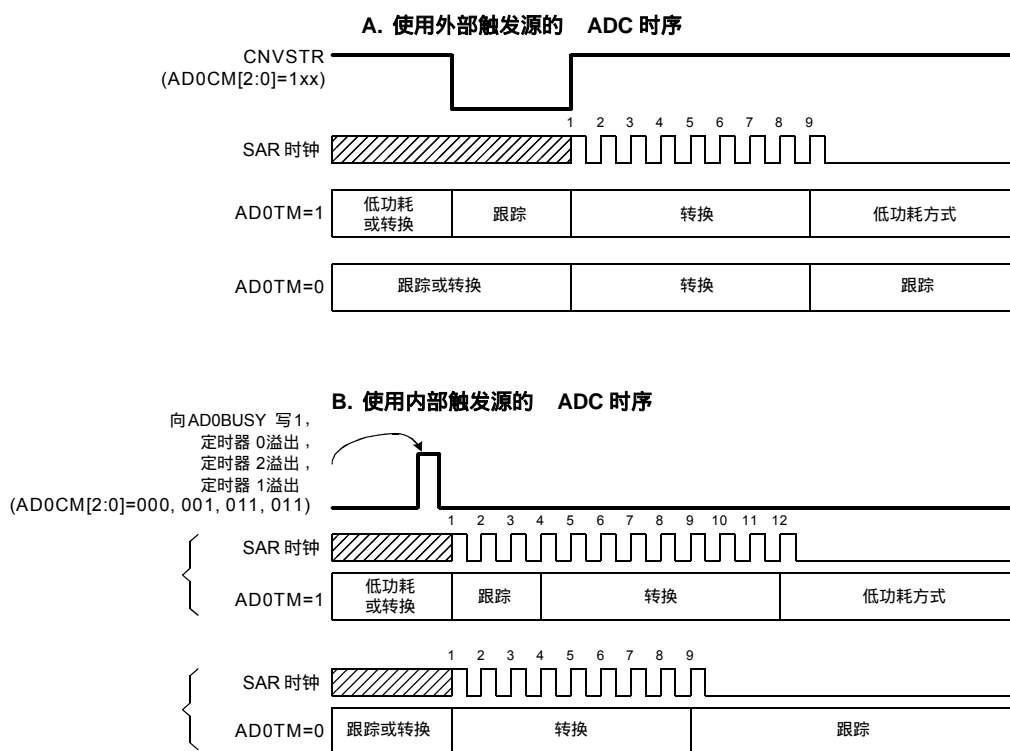 A. 使用外部触发源的 ADC 时序
CNVSTR
(AD0CM[2:0]=1xx)
1 2 3 4 5 6 7 8 9
SAR 时钟
AD0TM=1
低功耗
或转换
跟踪
转换
低功耗方式
AD0TM=0
跟踪或转换
转换
跟踪
B. 使用内部触发源的 ADC 时序
向AD0BUSY 写1，
定时器 0溢出，
定时器 2溢出，
定时器 1溢出
(AD0CM[2:0]=000, 001, 011, 011)
1 2 3 4 5 6 7 8 9 10 11 12
SAR 时钟
AD0TM=1
低功耗
或转换
跟踪
转换
低功耗方式
1 2 3 4 5 6 7 8 9
SAR 时钟
AD0TM=0
跟踪或转换
转换
跟踪